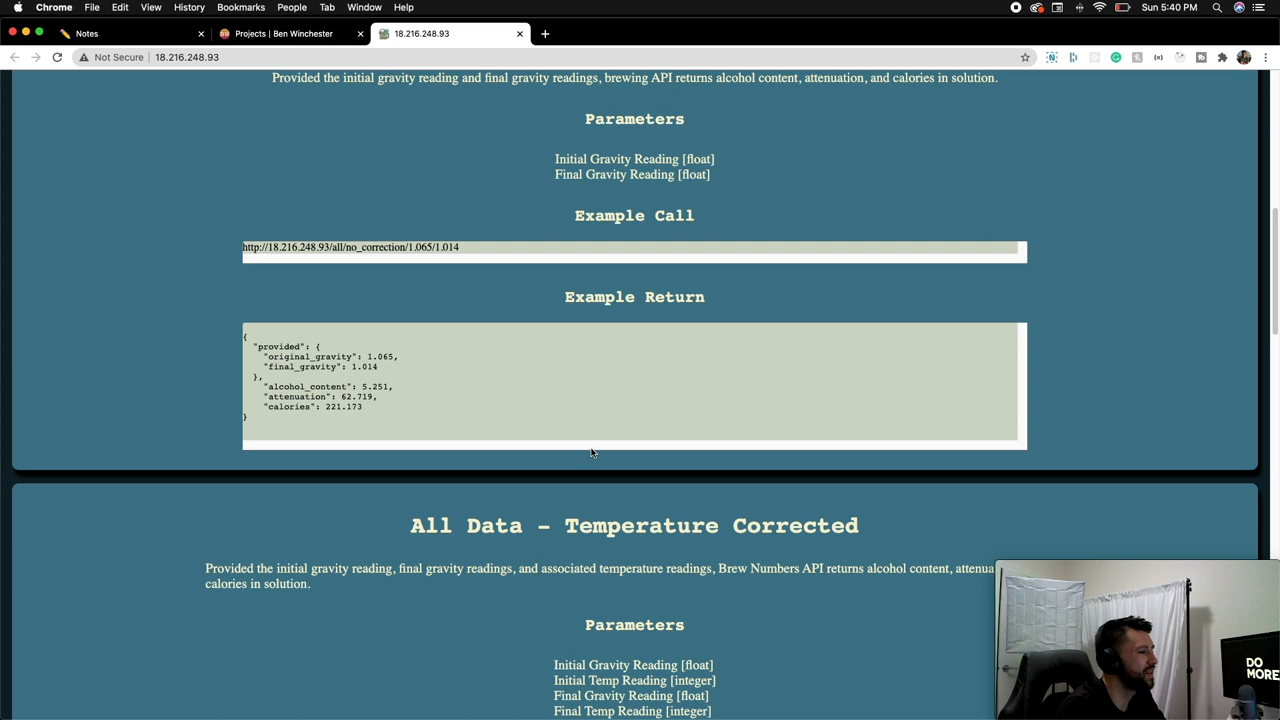 Chrome File Edit View History Bookmarks People Tab Window Help Sun 5:40 PM
Notes Projects | Ben Winchester 18.216.248.93
Not Secure 18.216.248.93
Provided the initial gravity reading and final gravity readings, brewing API returns alcohol content, attenuation, and calories in solution.
Parameters
Initial Gravity Reading [float]
Final Gravity Reading [float]
Example Call
http://18.216.248.93/all/no_correction/1.065/1.014
Example Return
{
"provided": {
"original_gravity": 1.065,
"final_gravity": 1.014
},
"alcohol_content": 5.251,
"attenuation": 62.719,
"calories": 221.173
}
All Data - Temperature Corrected
Provided the initial gravity reading, final gravity readings, and associated temperature readings, Brew Numbers API returns alcohol content, attenua
calories in solution.
Parameters
Initial Gravity Reading [float]
Initial Temp Reading [integer]
Final Gravity Reading [float]
Final Temp Reading [integer]
DO
MORE